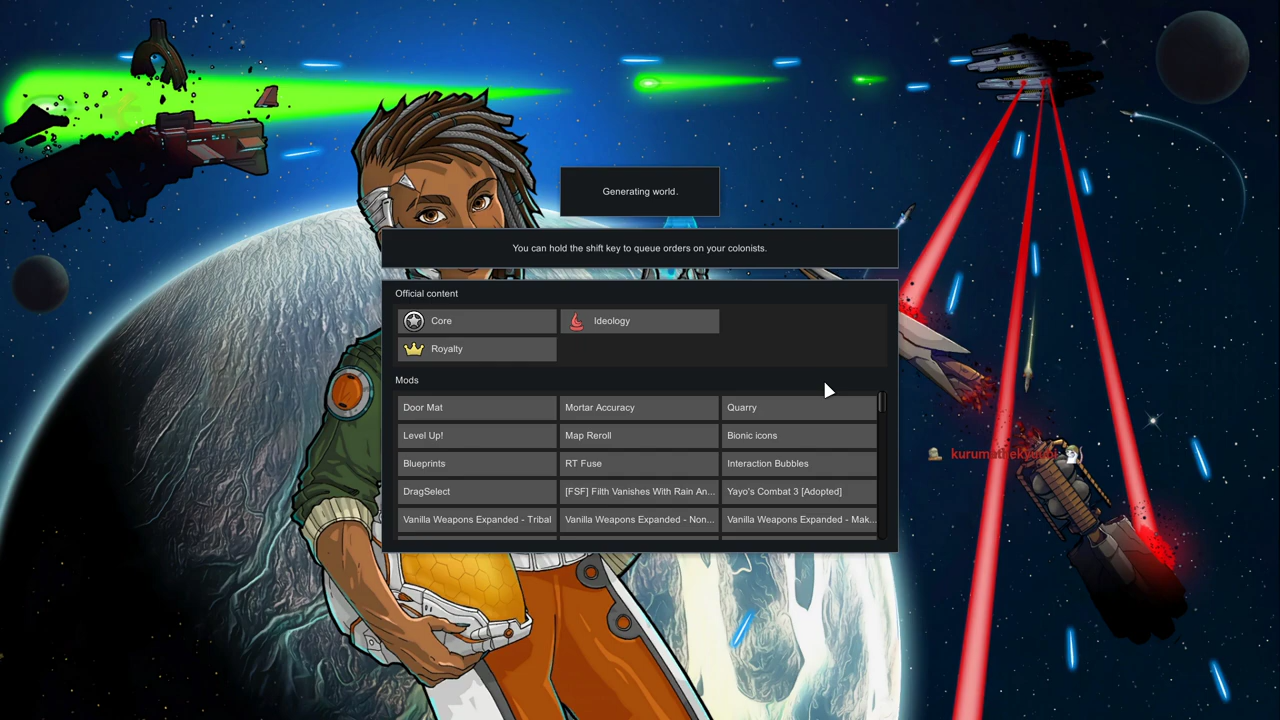 Generating world.
You can hold the shift key to queue orders on your colonists.
Official content
Core
Ideology
Royalty
Mods
Door Mat
Mortar Accuracy
Quarry
Level Up!
Map Reroll
Bionic icons
Blueprints
RT Fuse
Interaction Bubbles
DragSelect
[FSF] Filth Vanishes With Rain An...
Yayo's Combat 3 [Adopted]
Vanilla Weapons Expanded - Tribal
Vanilla Weapons Expanded - Non...
Vanilla Weapons Expanded - Mak...